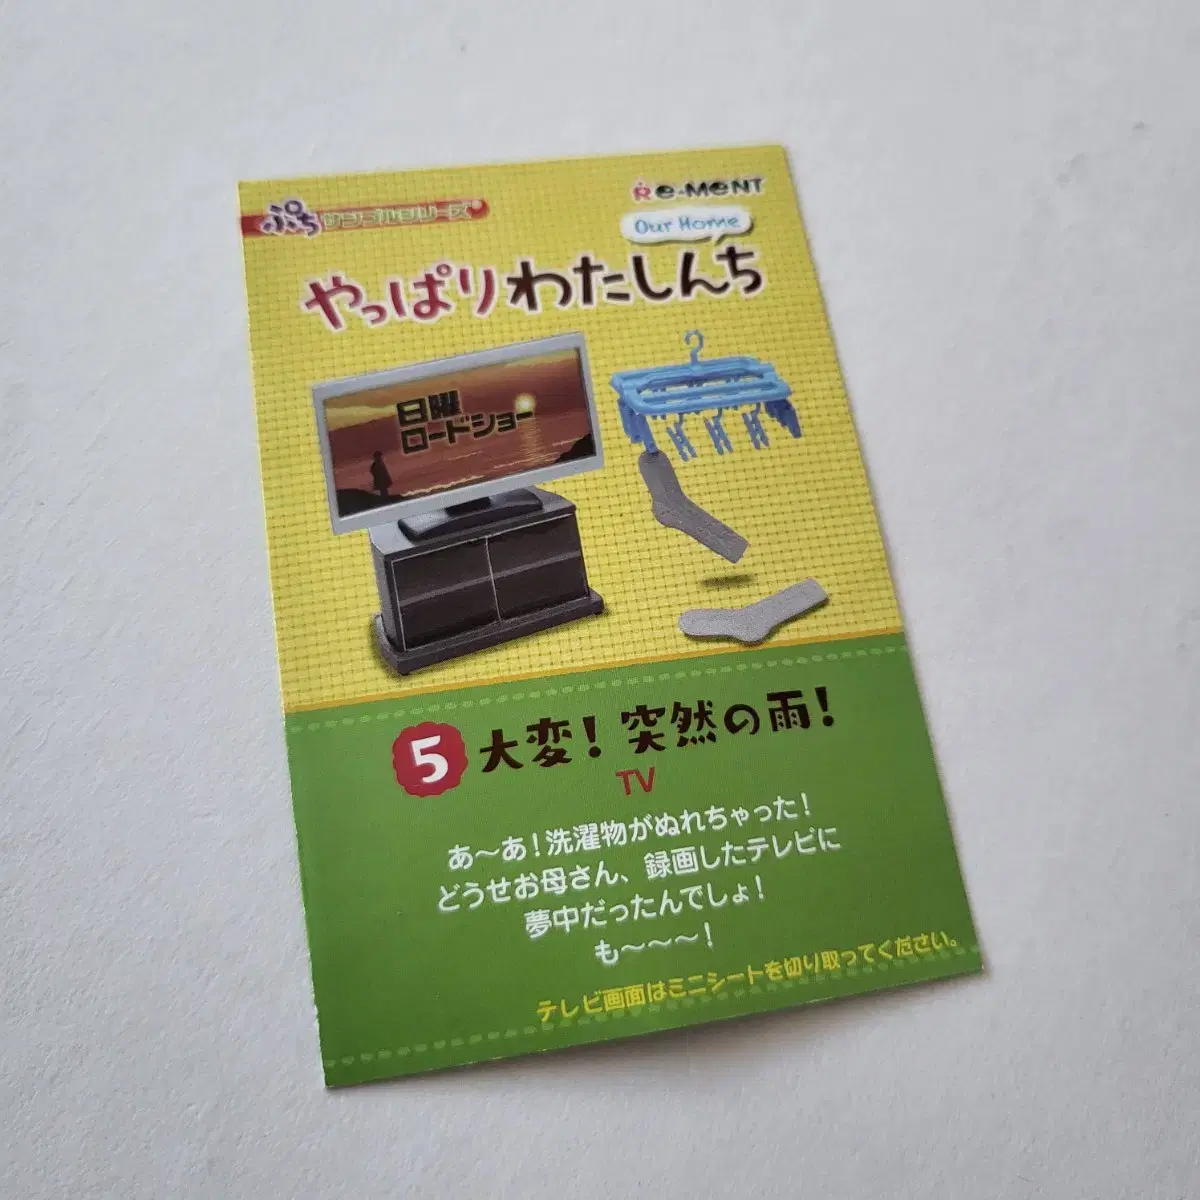 ぷちサンプルシリーズ
Re-MeNT
Our Home
やっぱりわたしんち
日曜
ロードショー
5 大変！突然の雨！
TV
あ～あ！洗濯物がぬれちゃった！
どうせお母さん、録画したテレビに
夢中だったんでしょ！
も～～～！
テレビ画面はミニシートを切り取ってください。